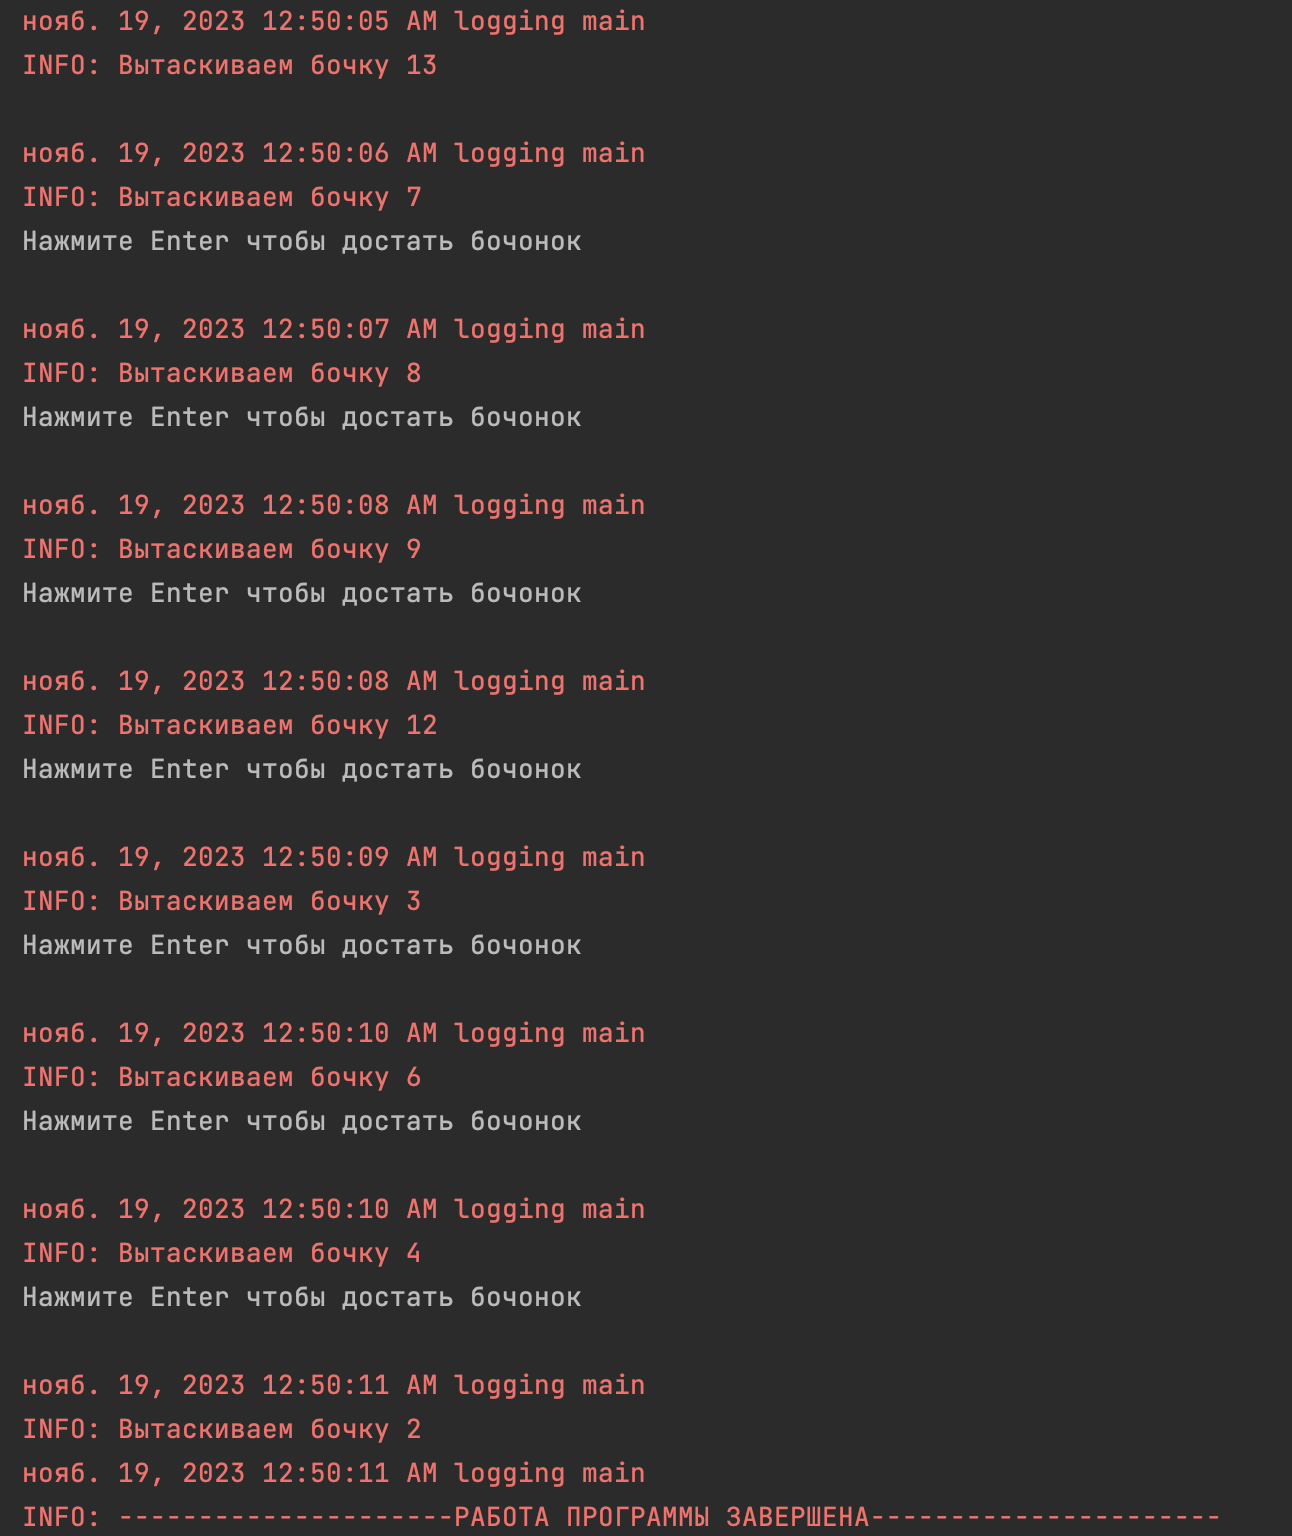 нояб. 19, 2023 12:50:05 AM logging main
INFO: Вытаскиваем бочку 13
нояб. 19, 2023 12:50:06 AM logging main
INFO: Вытаскиваем бочку 7
Нажмите Enter чтобы достать бочонок
нояб. 19, 2023 12:50:07 AM logging main
INFO: Вытаскиваем бочку 8
Нажмите Enter чтобы достать бочонок
нояб. 19, 2023 12:50:08 AM logging main
INFO: Вытаскиваем бочку 9
Нажмите Enter чтобы достать бочонок
нояб. 19, 2023 12:50:08 AM logging main
INFO: Вытаскиваем бочку 12
Нажмите Enter чтобы достать бочонок
нояб. 19, 2023 12:50:09 AM logging main
INFO: Вытаскиваем бочку 3
Нажмите Enter чтобы достать бочонок
нояб. 19, 2023 12:50:10 AM logging main
INFO: Вытаскиваем бочку 6
Нажмите Enter чтобы достать бочонок
нояб. 19, 2023 12:50:10 AM logging main
INFO: Вытаскиваем бочку 4
Нажмите Enter чтобы достать бочонок
нояб. 19, 2023 12:50:11 AM logging main
INFO: Вытаскиваем бочку 2
нояб. 19, 2023 12:50:11 AM logging main
INFO: ---------------------РАБОТА ПРОГРАММЫ ЗАВЕРШЕНА----------------------